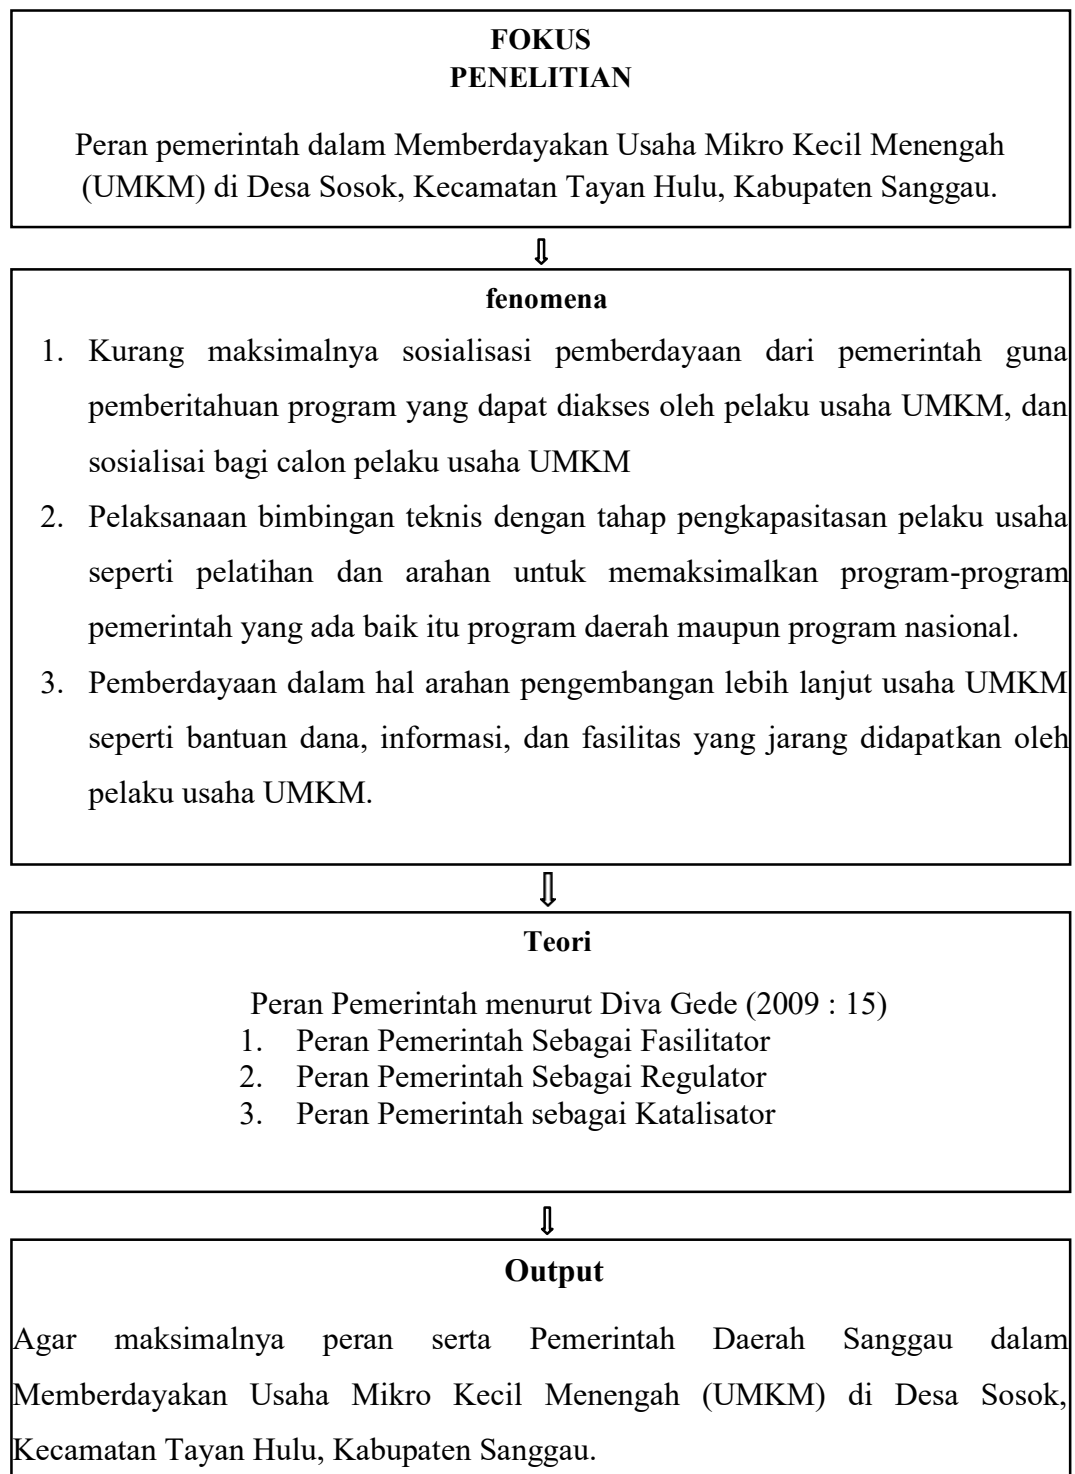 FOKUS
PENELITIAN
Peran pemerintah dalam Memberdayakan Usaha Mikro Kecil Menengah
(UMKM) di Desa Sosok, Kecamatan Tayan Hulu, Kabupaten Sanggau.
fenomena
1. Kurang maksimalnya sosialisasi pemberdayaan dari pemerintah guna
pemberitahuan program yang dapat diakses oleh pelaku usaha UMKM, dan
sosialisai bagi calon pelaku usaha UMKM
2. Pelaksanaan bimbingan teknis dengan tahap pengkapasitasan pelaku usaha
seperti pelatihan dan arahan untuk memaksimalkan program-program
pemerintah yang ada baik itu program daerah maupun program nasional.
3. Pemberdayaan dalam hal arahan pengembangan lebih lanjut usaha UMKM
seperti bantuan dana, informasi, dan fasilitas yang jarang didapatkan oleh
pelaku usaha UMKM.
Teori
Peran Pemerintah menurut Diva Gede (2009 : 15)
1. Peran Pemerintah Sebagai Fasilitator
2. Peran Pemerintah Sebagai Regulator
3. Peran Pemerintah sebagai Katalisator
Output
Agar maksimalnya peran serta Pemerintah Daerah Sanggau dalam
Memberdayakan Usaha Mikro Kecil Menengah (UMKM) di Desa Sosok,
Kecamatan Tayan Hulu, Kabupaten Sanggau.